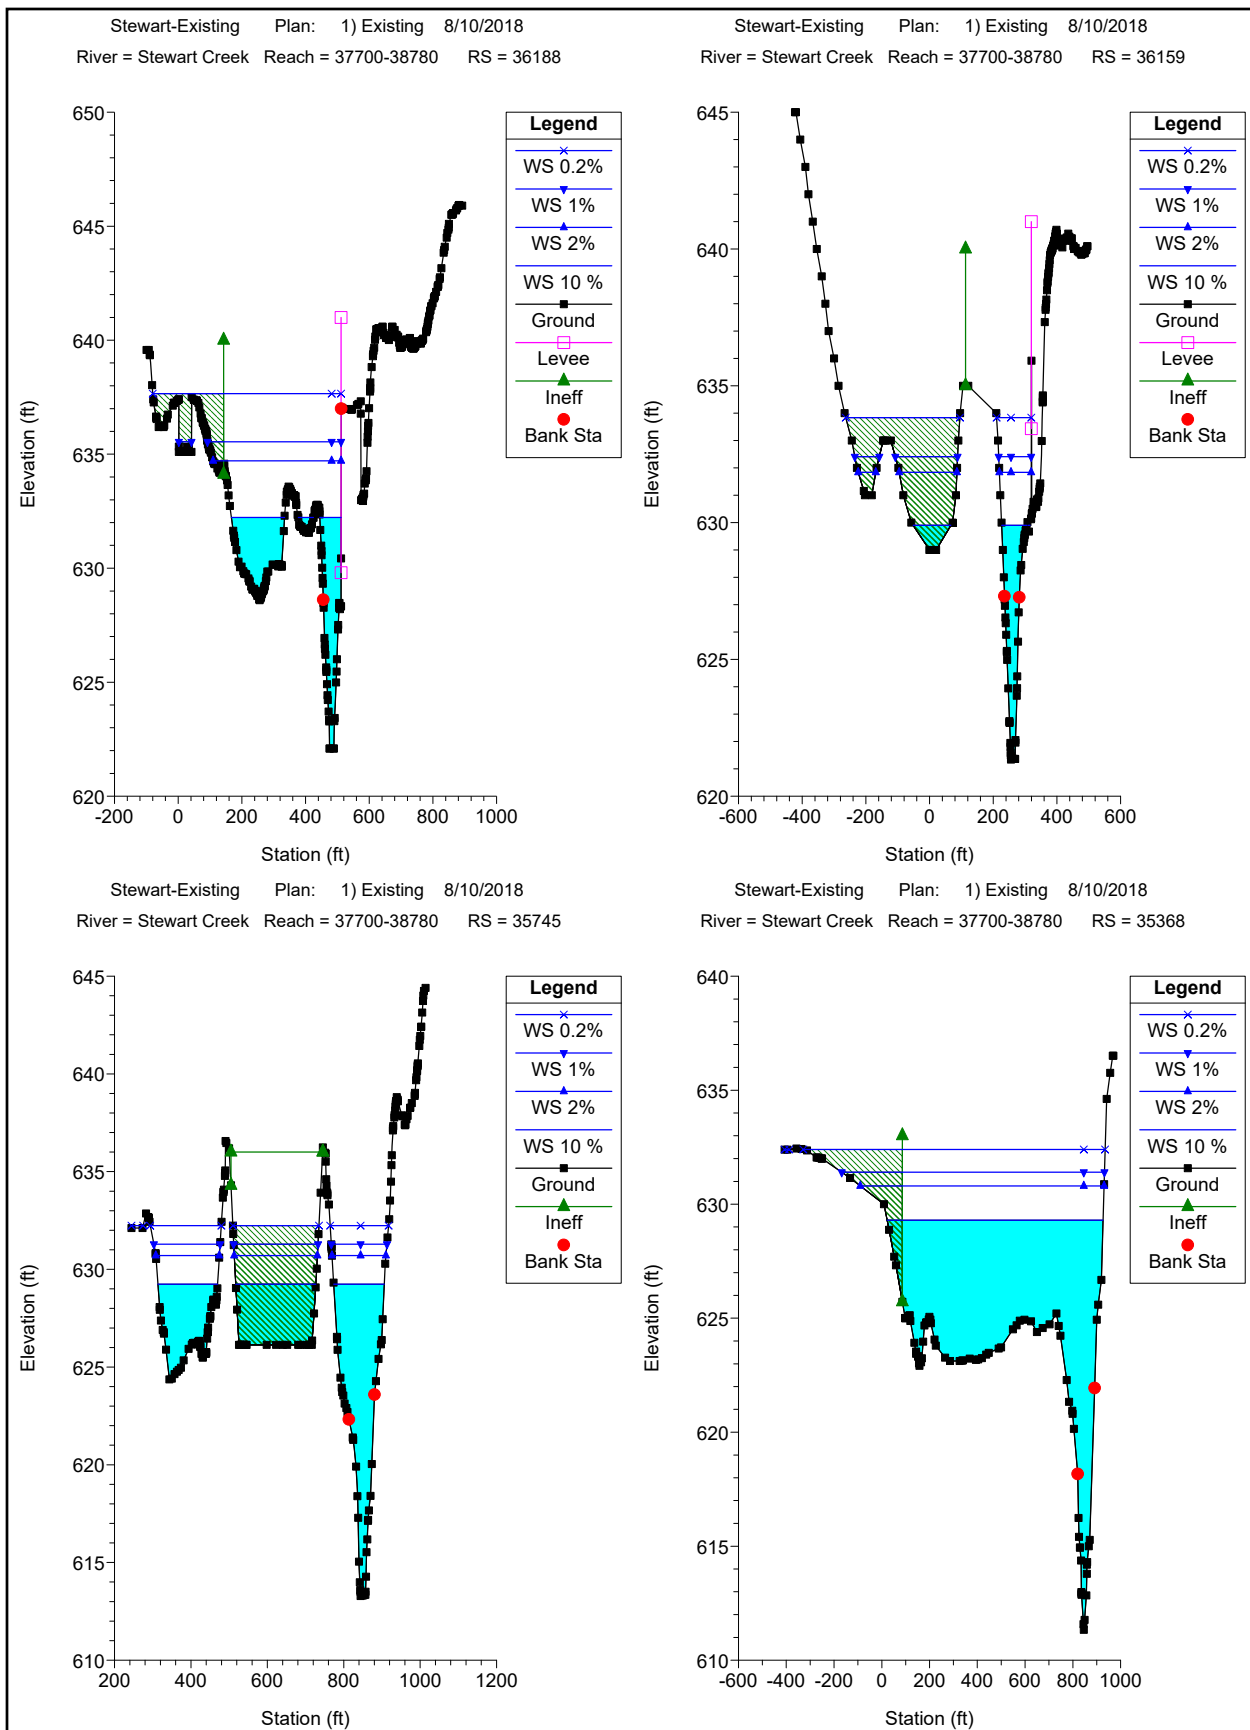 Stewart-Existing Plan: 1) Existing 8/10/2018
River = Stewart Creek Reach = 37700-38780 RS = 36188
650
645
640
635
630
625
620
-200 0 200 400 600 800 1000
Elevation (ft)
Station (ft)
Legend
WS 0.2%
WS 1%
WS 2%
WS 10 %
Ground
Levee
Ineff
Bank Sta
Stewart-Existing Plan: 1) Existing 8/10/2018
River = Stewart Creek Reach = 37700-38780 RS = 36159
645
640
635
630
625
620
-600 -400 -200 0 200 400 600
Elevation (ft)
Station (ft)
Legend
WS 0.2%
WS 1%
WS 2%
WS 10 %
Ground
Levee
Ineff
Bank Sta
Stewart-Existing Plan: 1) Existing 8/10/2018
River = Stewart Creek Reach = 37700-38780 RS = 35745
645
640
635
630
625
620
615
610
200 400 600 800 1000 1200
Elevation (ft)
Station (ft)
Legend
WS 0.2%
WS 1%
WS 2%
WS 10 %
Ground
Ineff
Bank Sta
Stewart-Existing Plan: 1) Existing 8/10/2018
River = Stewart Creek Reach = 37700-38780 RS = 35368
640
635
630
625
620
615
610
-600 -400 -200 0 200 400 600 800 1000
Elevation (ft)
Station (ft)
Legend
WS 0.2%
WS 1%
WS 2%
WS 10 %
Ground
Ineff
Bank Sta